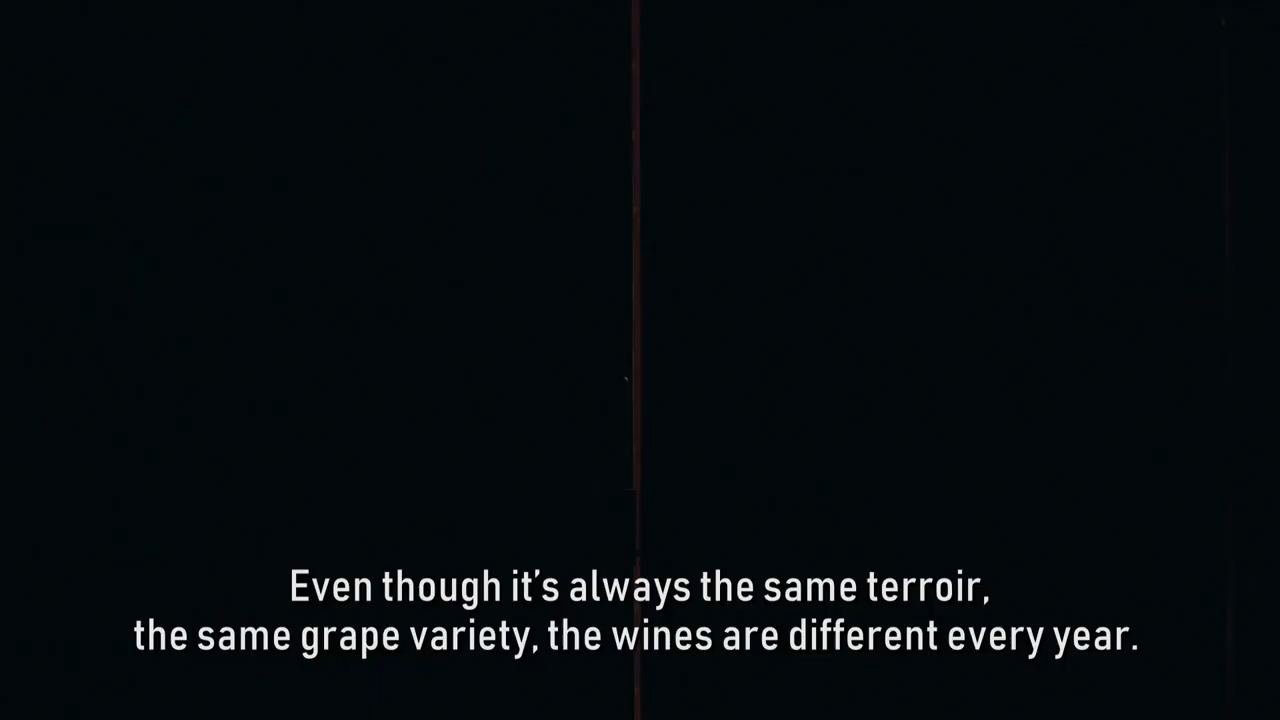 Even though it's always the same terroir,
the same grape variety, the wines are different every year.